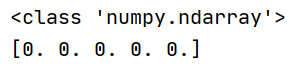 <class 'numpy.ndarray'>
[0. 0. 0. 0. 0.]